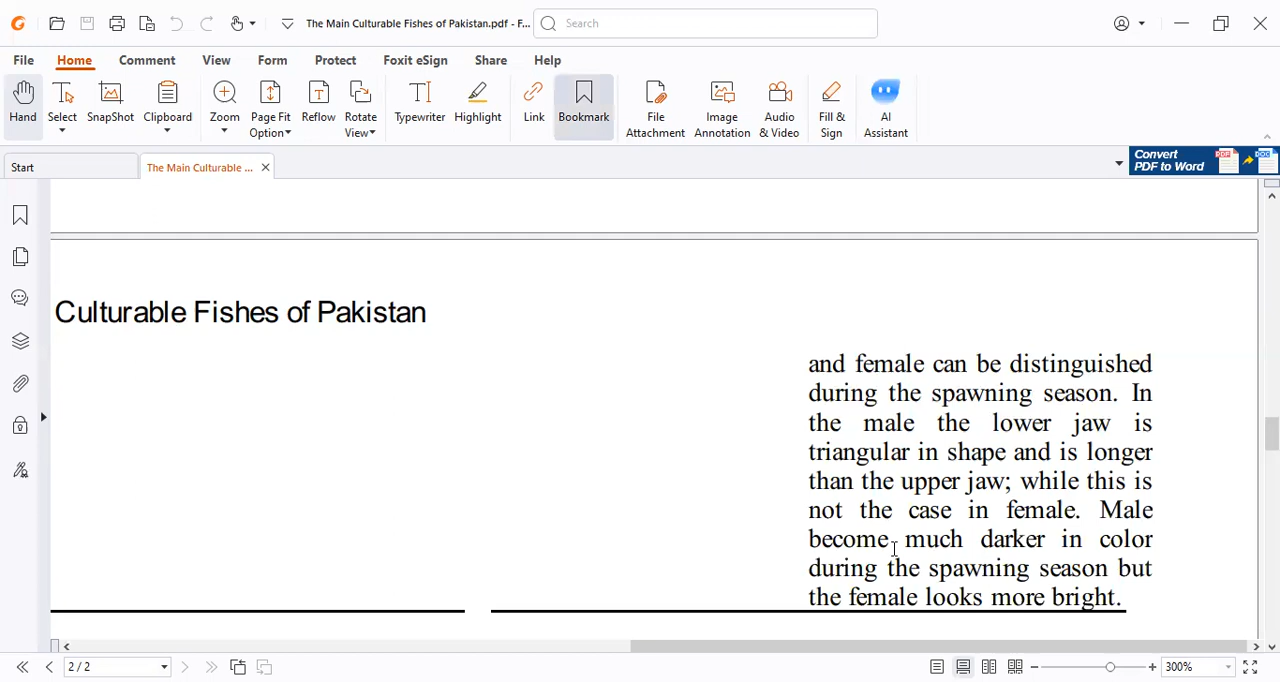 The Main Culturable Fishes of Pakistan.pdf - F...
Search
File
Home
Comment
View
Form
Protect
Foxit eSign
Share
Help
Hand
Select
SnapShot
Clipboard
Zoom
Page Fit
Option
Reflow
Rotate
View
Typewriter
Highlight
Link
Bookmark
File
Attachment
Image
Annotation
Audio
& Video
Fill &
Sign
AI
Assistant
Start
The Main Culturable ...
Convert
PDF to Word
Culturable Fishes of Pakistan
and female can be distinguished
during the spawning season. In
the male the lower jaw is
triangular in shape and is longer
than the upper jaw; while this is
not the case in female. Male
become much darker in color
during the spawning season but
the female looks more bright.
2 / 2
300%